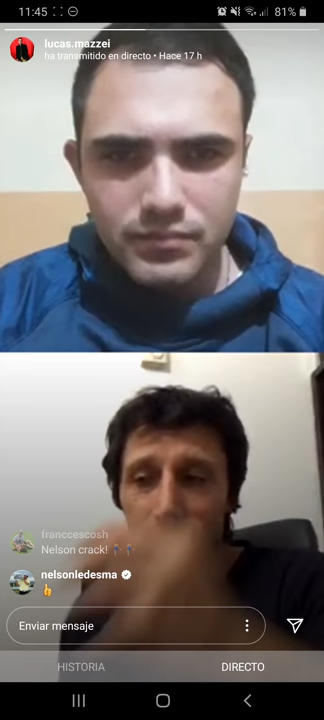 11:45
81%
lucas.mazzei
ha transmitido en directo • Hace 17 h
franccescosh
Nelson crack!
nelsonledesma
Enviar mensaje
HISTORIA
DIRECTO